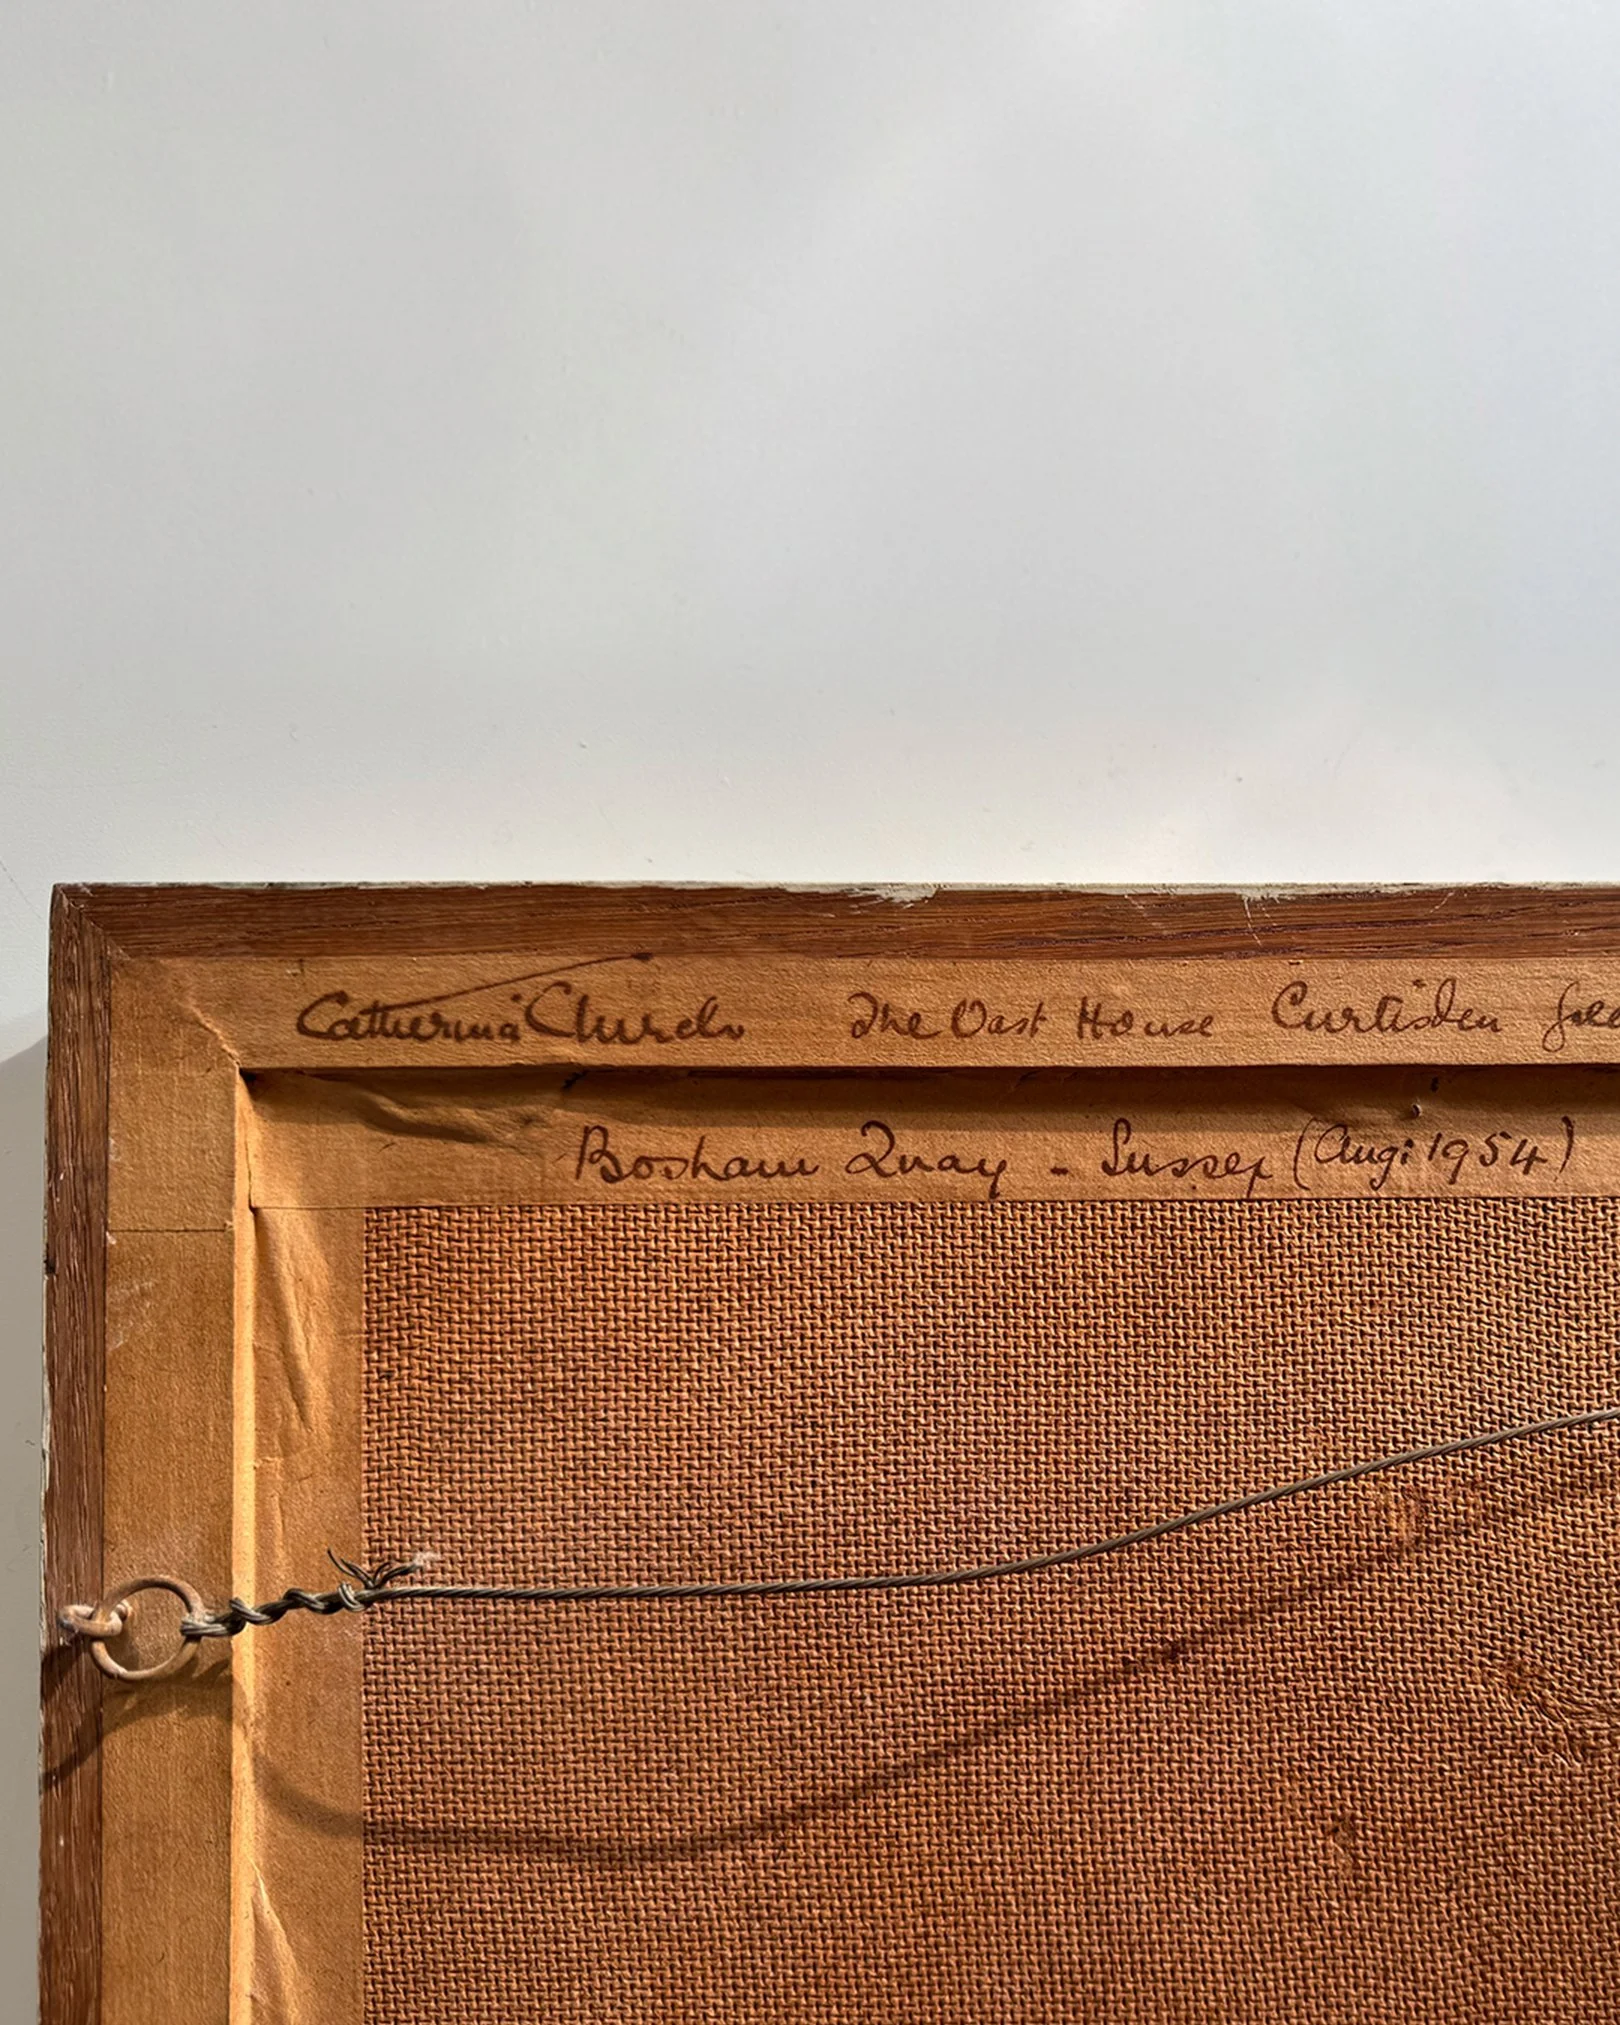 Catherine Church The Oast House Curtisden
Bosham Quay - Sussex (Aug: 1954)